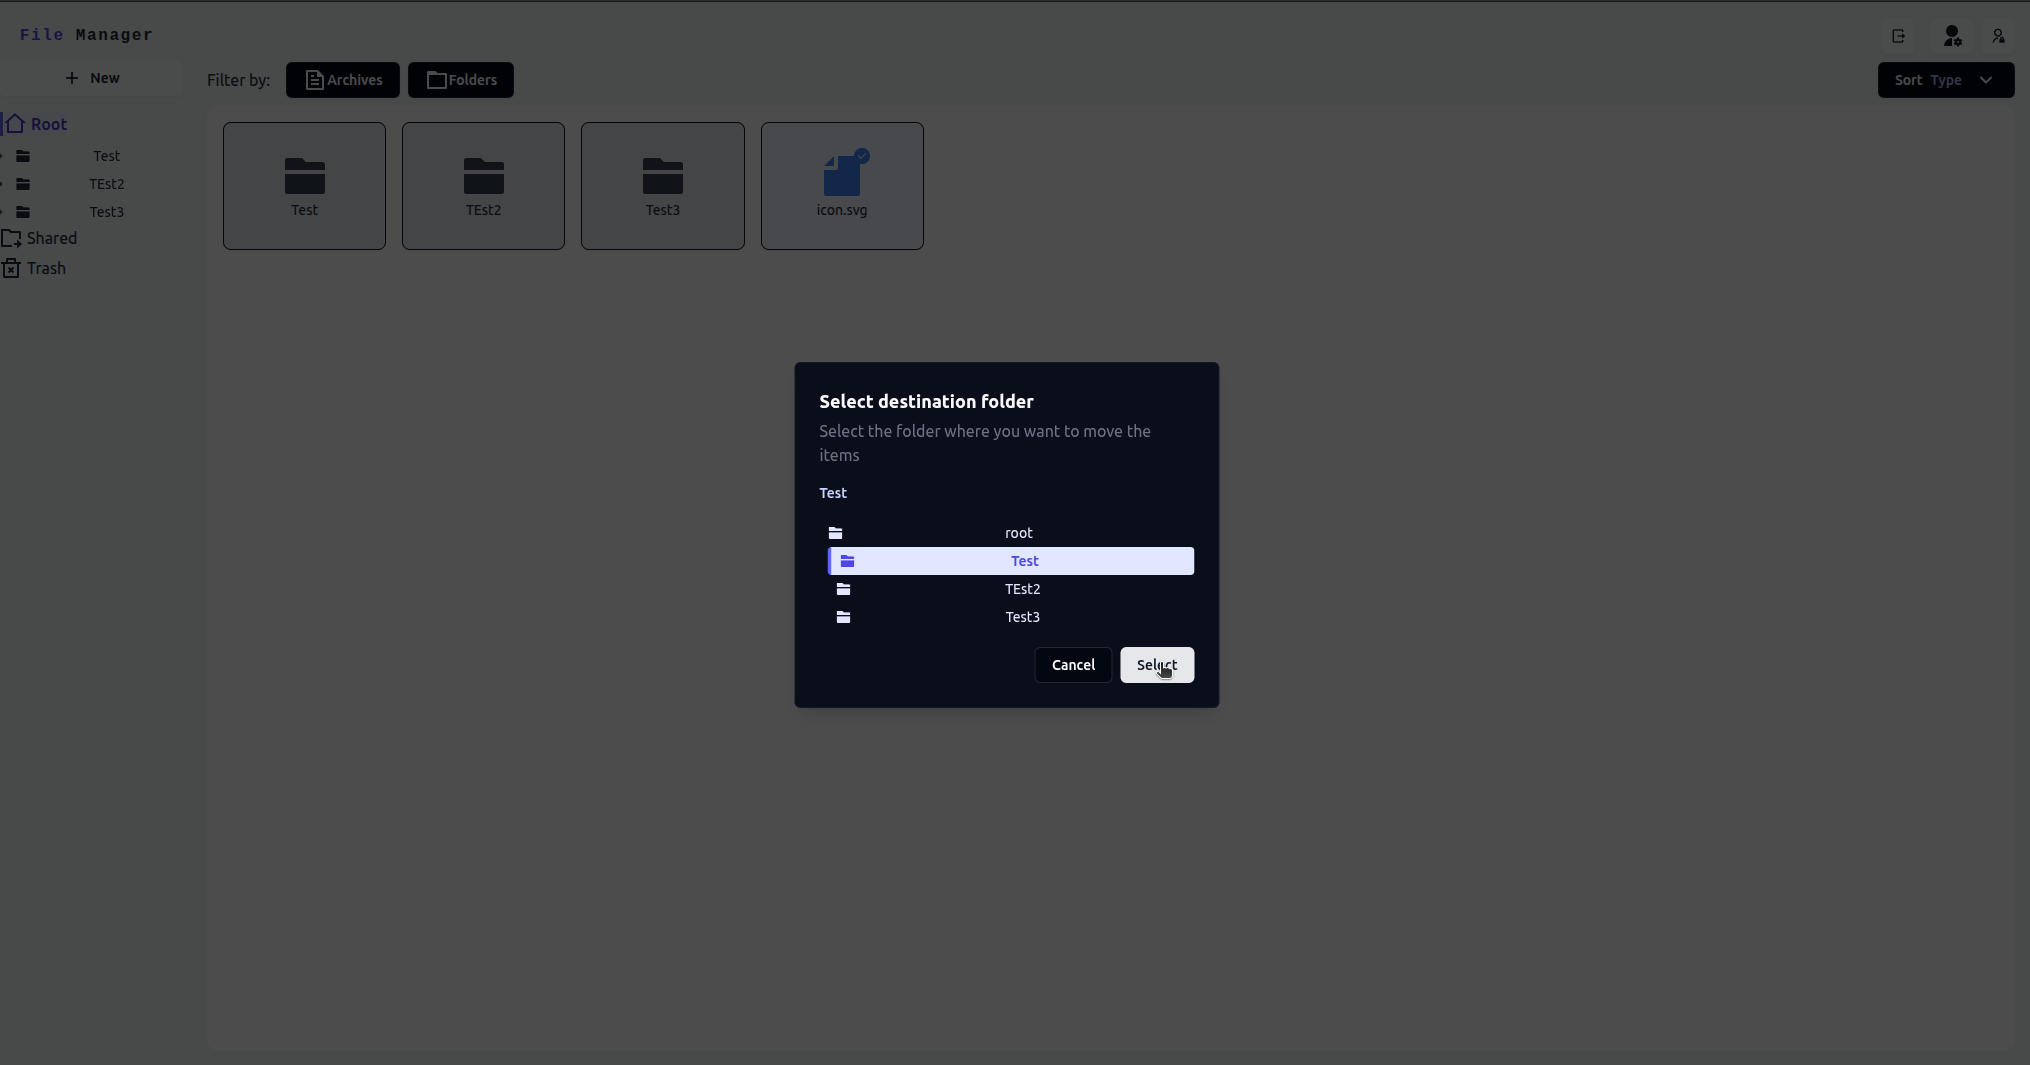 File Manager
New
Filter by:
Archives
Folders
Sort Type
Root
Test
TEst2
Test3
Shared
Trash
Test
TEst2
Test3
icon.svg
Select destination folder
Select the folder where you want to move the
items
Test
root
Test
TEst2
Test3
Cancel
Select